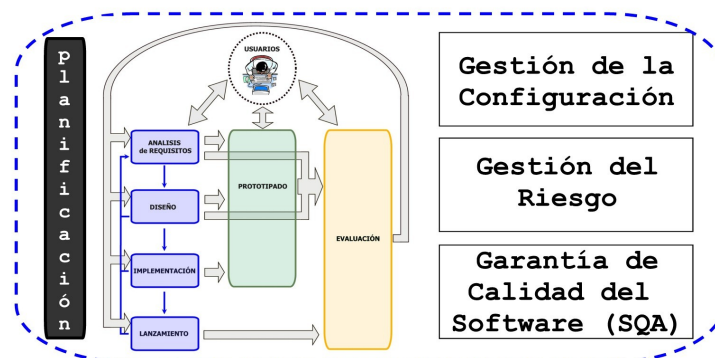 planificación
USUARIOS
ANALISIS
de REQUISITOS
DISEÑO
IMPLEMENTACIÓN
LANZAMIENTO
PROTOTIPADO
EVALUACIÓN
Gestión de la
Configuración
Gestión del
Riesgo
Garantía de
Calidad del
Software (SQA)